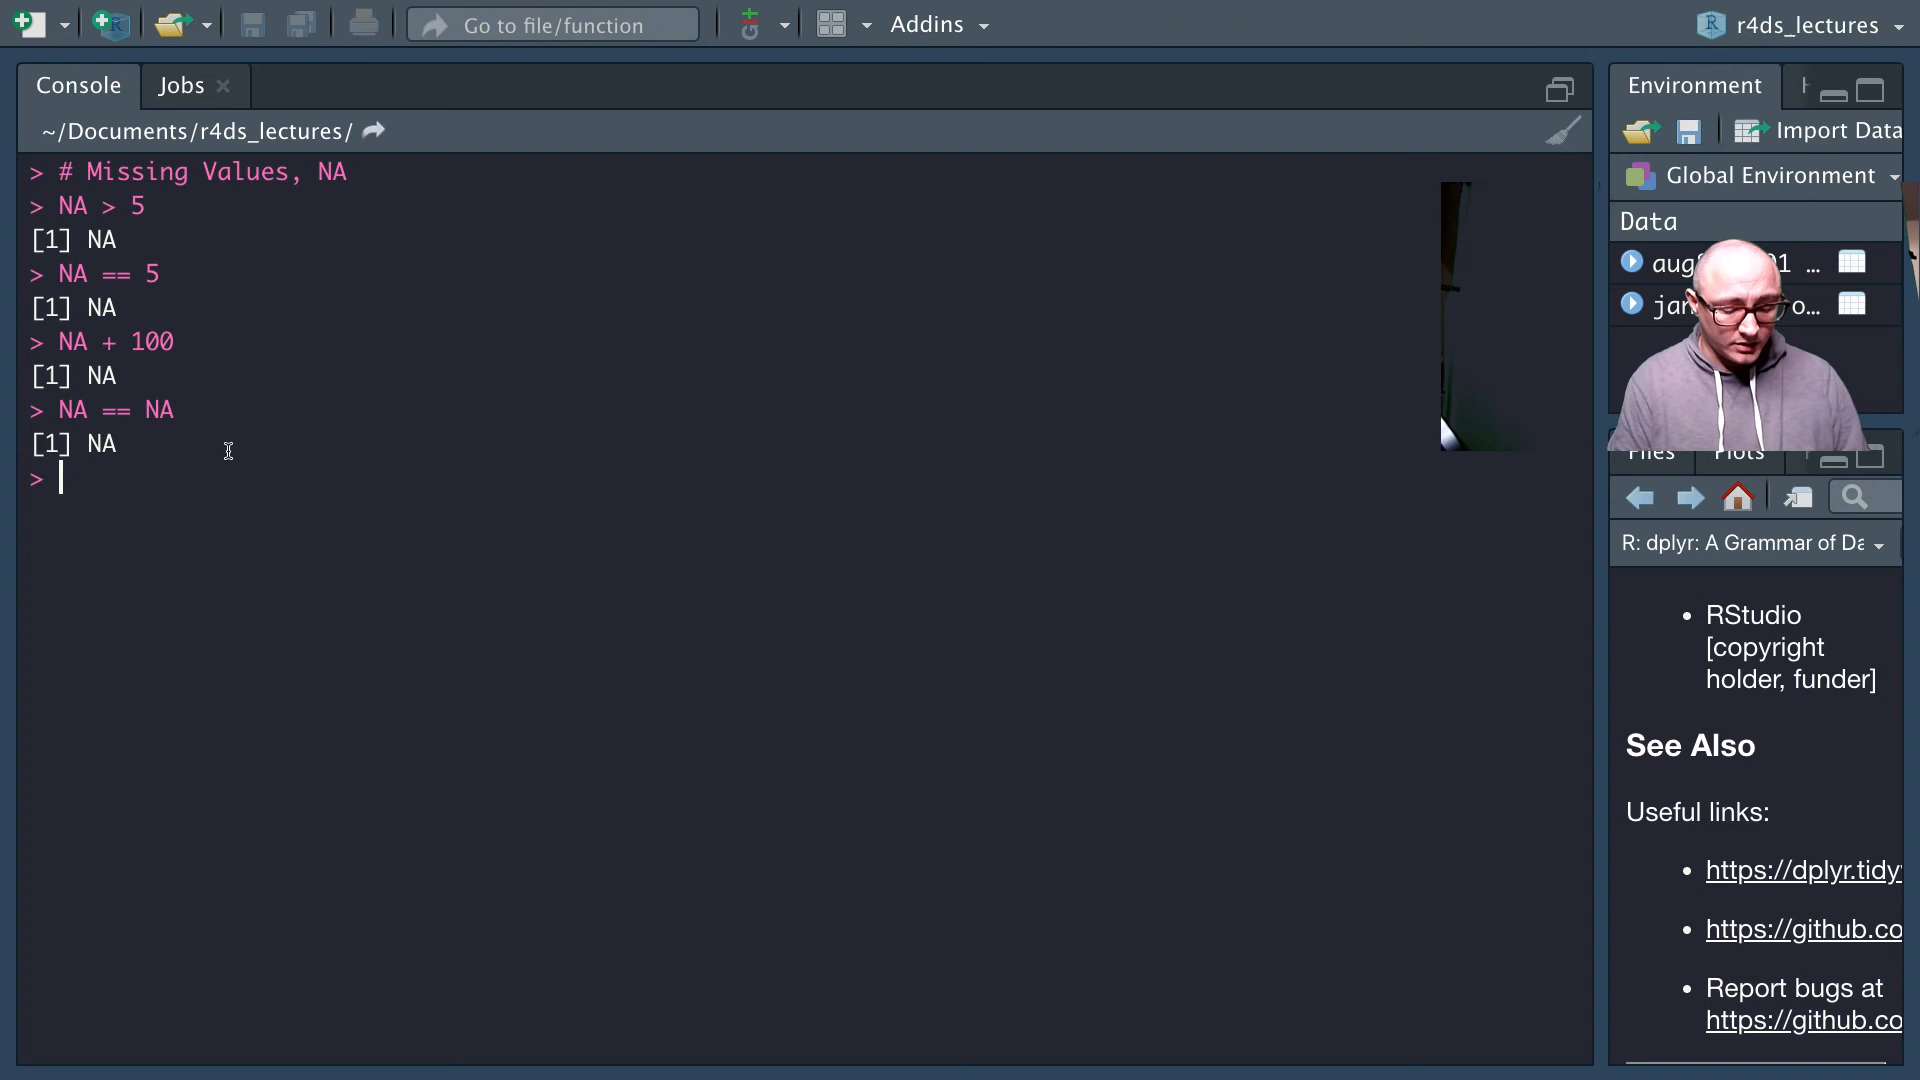 Go to file/function
Addins
r4ds_lectures
Console
Jobs
~/Documents/r4ds_lectures/
> # Missing Values, NA
> NA > 5
[1] NA
> NA == 5
[1] NA
> NA + 100
[1] NA
> NA == NA
[1] NA
>
Environment
Import Data
Global Environment
Data
Files
Plots
R: dplyr: A Grammar of Da
• RStudio
[copyright
holder, funder]
See Also
Useful links:
• https://dplyr.tidy
• https://github.co
• Report bugs at
https://github.co